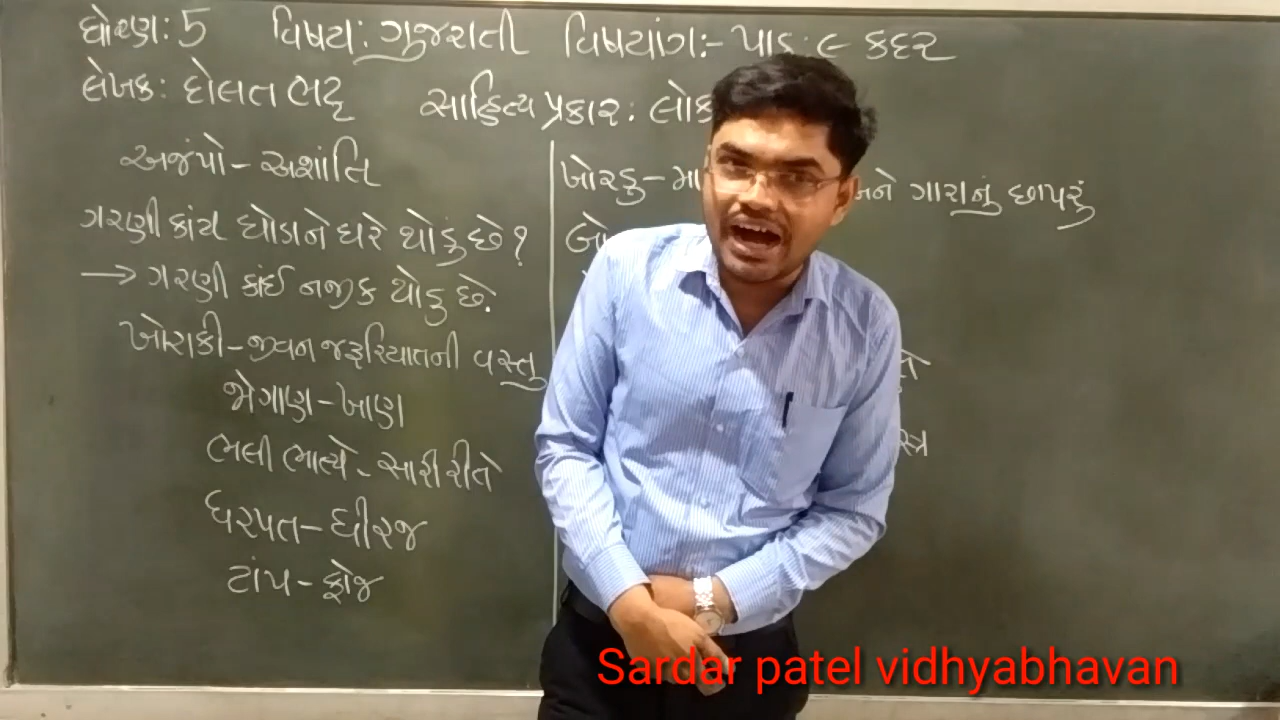 ધોરણ: 5 વિષય: ગુજરાતી વિષયાંગ:- પાઠ: ૯ કદર
લેખક: દોલત ભટ્ટ સાહિત્ય પ્રકાર: લોક
અજંપો - અશાંતિ
ગરણી કાંય ઘોડાને ઘરે થોડું છે?
→ ગરણી કાંઈ નજીક થોડુ છે.
ખોરાકી - જીવન જરૂરિયાતની વસ્તુ
જોગાણ - ખાણ
ભલી ભાત્યે - સારી રીતે
ધરપત - ધીરજ
ટાંપ - ફોજ
ખોરડુ - મા ને ગારાનું છાપરું
Sardar patel vidhyabhavan